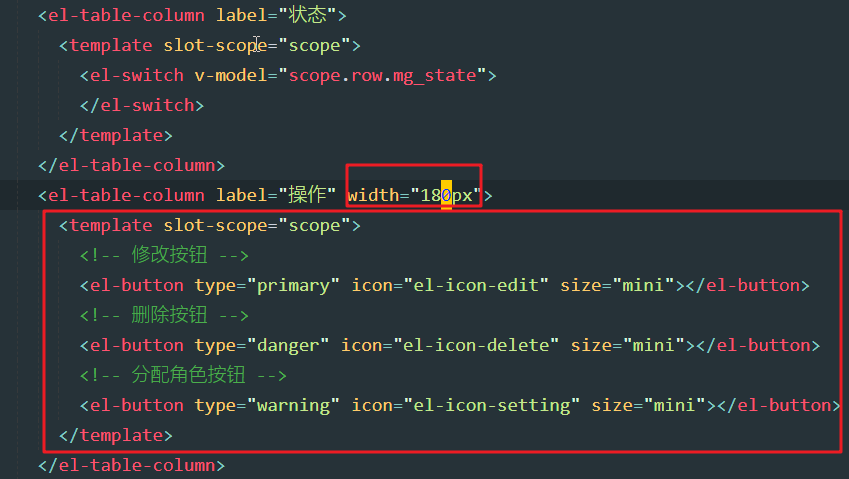 <el-table-column label="状态">
<template slot-scope="scope">
<el-switch v-model="scope.row.mg_state">
</el-switch>
</template>
</el-table-column>
<el-table-column label="操作" width="180px">
<template slot-scope="scope">
<!-- 修改按钮 -->
<el-button type="primary" icon="el-icon-edit" size="mini"></el-button>
<!-- 删除按钮 -->
<el-button type="danger" icon="el-icon-delete" size="mini"></el-button>
<!-- 分配角色按钮 -->
<el-button type="warning" icon="el-icon-setting" size="mini"></el-button>
</template>
</el-table-column>